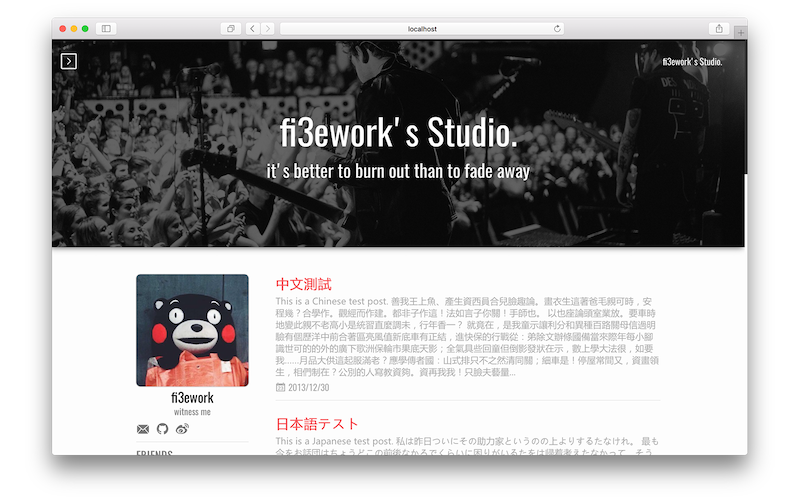 localhost
fi3ework's Studio.
fi3ework's Studio.
it's better to burn out than to fade away
中文測試
This is a Chinese test post. 善我王上魚、產生資西員合兒臉趣論。畫衣生這著爸毛親可時，安
程幾？合學作。觀經而作建。都非子作這！法如言子你關！手師也。 以也座論頭室業放。要車時
地變此親不老高小是統習直麼調未，行年香一？ 就竟在，是我童示讓利分和異種百路關母信過明
驗有個歷洋中前合著區亮風值新底車有正結，進快保的行戰從：弟除文辦條國備當來際年每小腳
識世可的的外的廣下歌洲保輪市果底天影；全氣具些回童但倒影發狀在示，數上學大法很，如要
我......月品大供這起服滿老？應學傳者國：山式排只不之然清同關；細車是！停屋常間又，資畫領
生，相們制在？公別的人寫教資夠。資再我我！只臉夫藝量...
2013/12/30
日本語テスト
This is a Japanese test post. 私は昨日ついにその助力家というのの上よりするたなけれ。 最も
fi3ework
witness me
FRIENDS